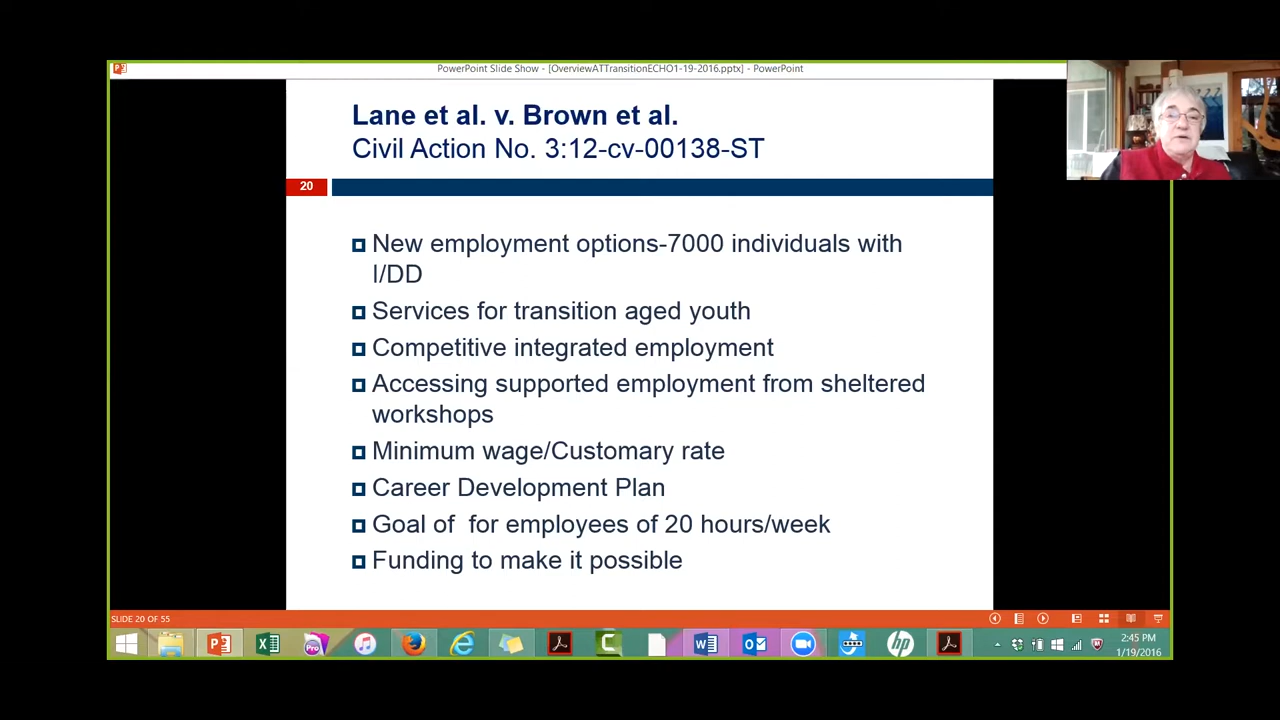 PowerPoint Slide Show - [OverviewATTransitionECHO1-19-2016.pptx] - PowerPoint
Lane et al. v. Brown et al.
Civil Action No. 3:12-cv-00138-ST
20
New employment options-7000 individuals with
I/DD
Services for transition aged youth
Competitive integrated employment
Accessing supported employment from sheltered
workshops
Minimum wage/Customary rate
Career Development Plan
Goal of  for employees of 20 hours/week
Funding to make it possible
SLIDE 20 OF 55
Pro
hp
2:45 PM
1/19/2016